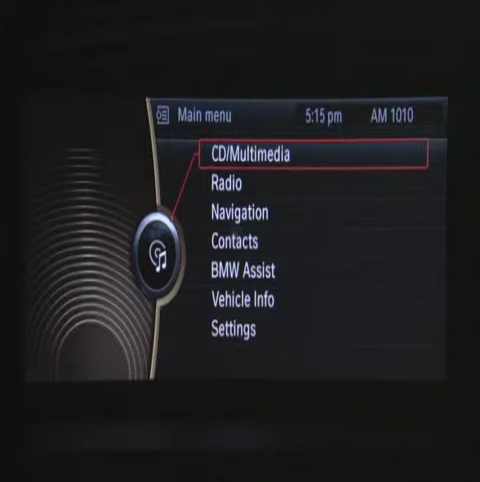 Main menu 5:15 pm AM 1010
CD/Multimedia
Radio
Navigation
Contacts
BMW Assist
Vehicle Info
Settings